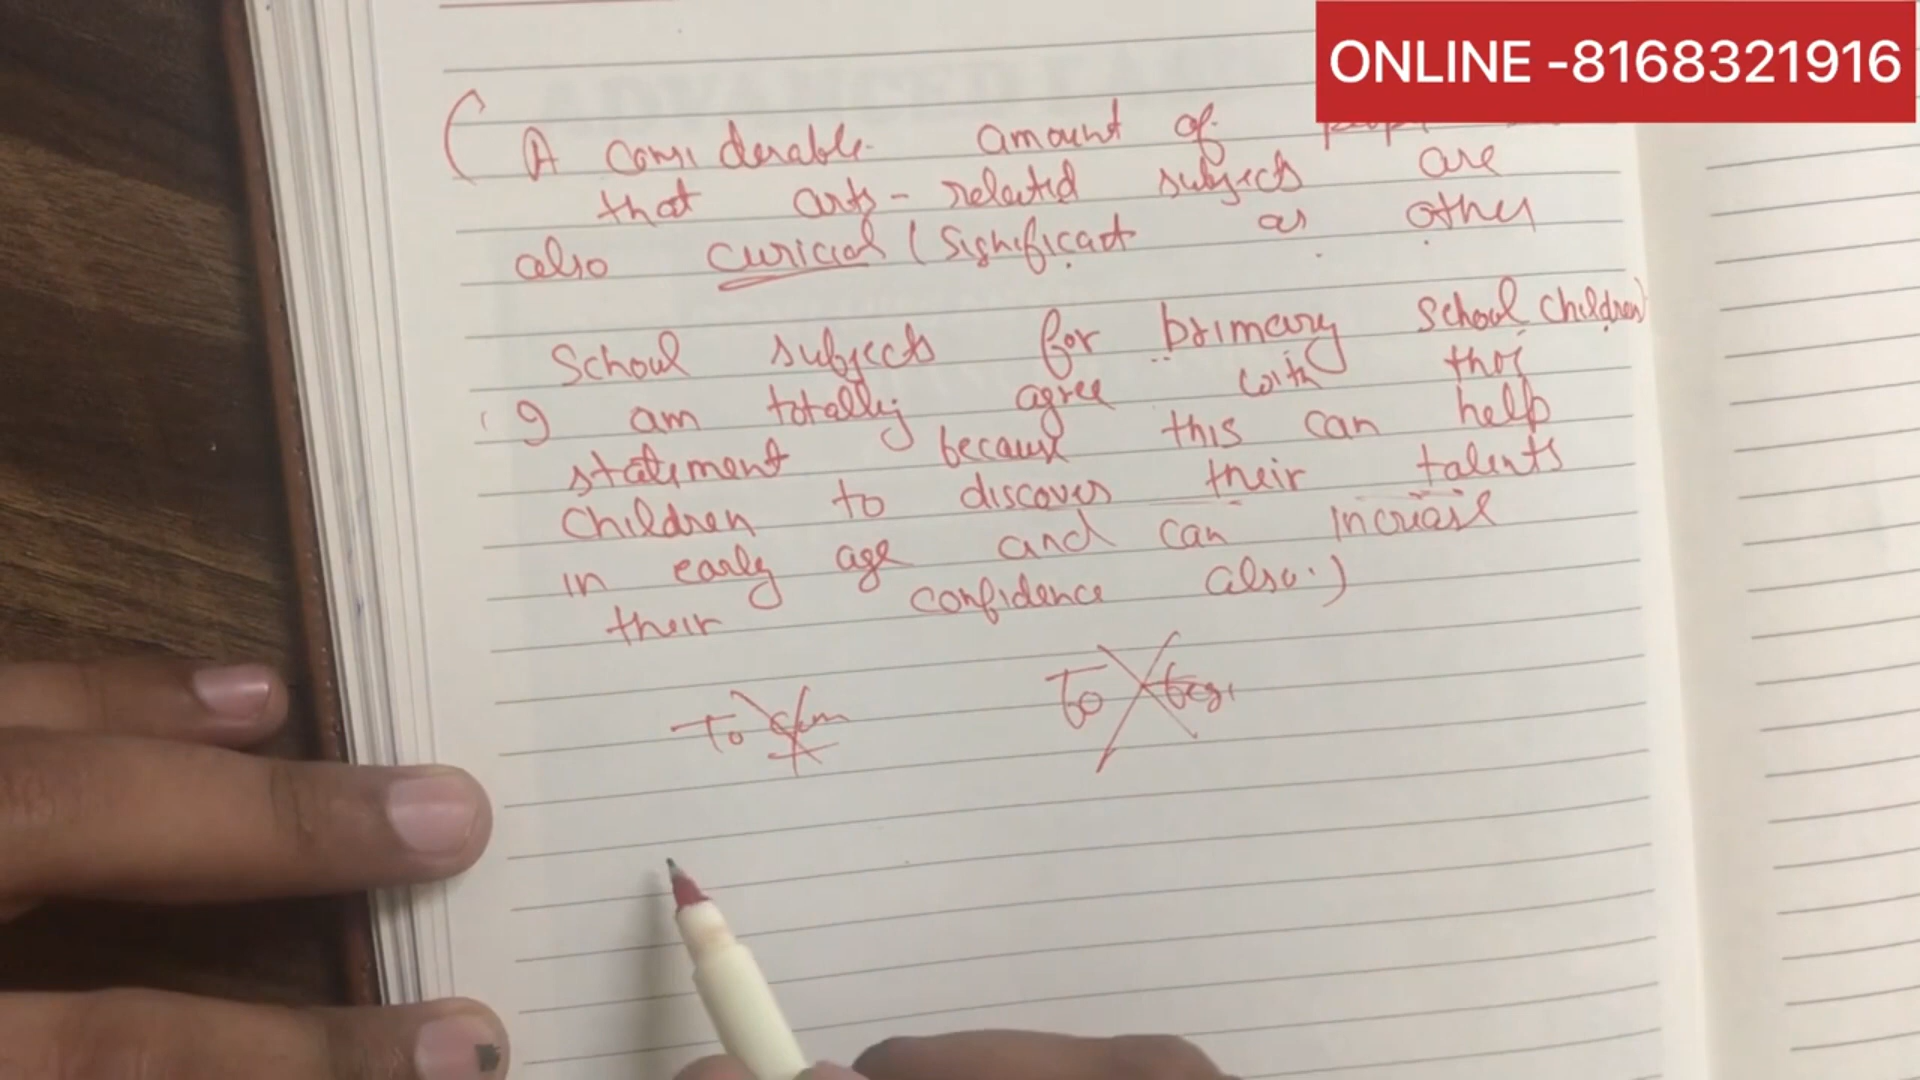 ONLINE -8168321916
( A considerable amount of
that arts - related subjects are
also curicial ( Significant as other
School subjects for primary school children
I am totally agree with this
statement because this can help
children to discover their talents
in early age and can increase
their confidence also.)
To To